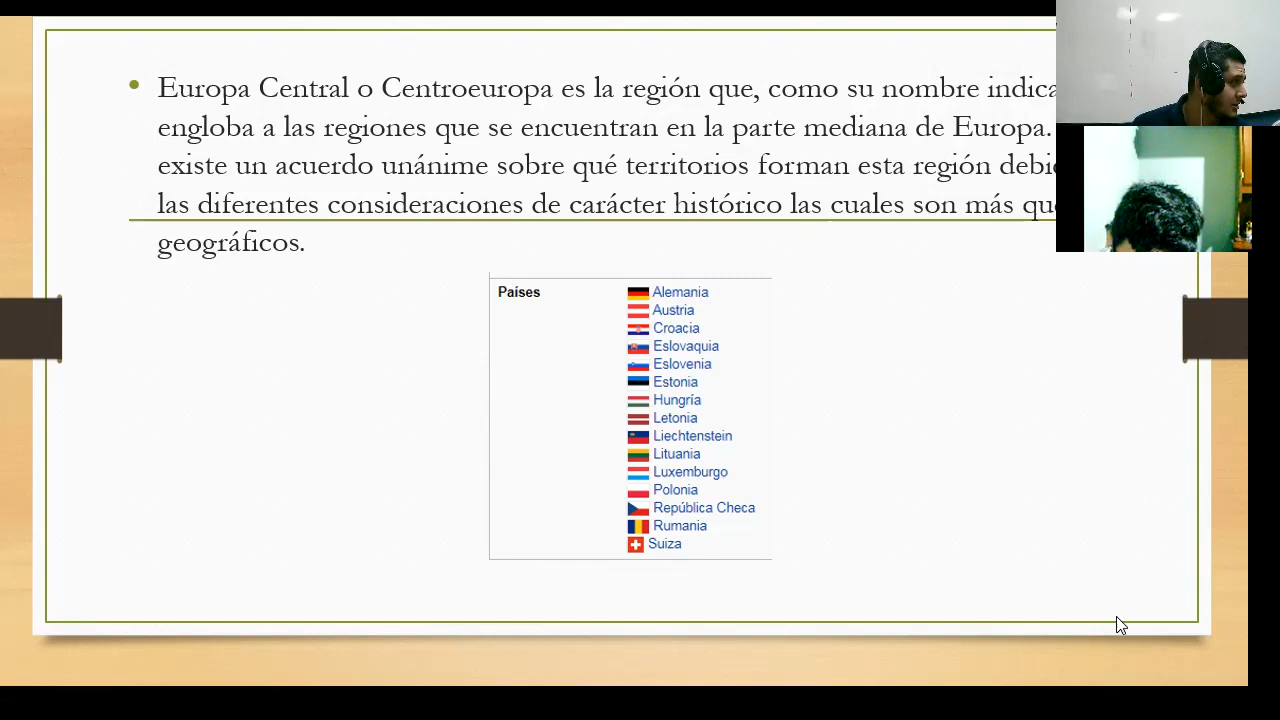 • Europa Central o Centroeuropa es la región que, como su nombre indica
engloba a las regiones que se encuentran en la parte mediana de Europa.
existe un acuerdo unánime sobre qué territorios forman esta región
las diferentes consideraciones de carácter histórico las cuales son más
geográficos.
Países
Alemania
Austria
Croacia
Eslovaquia
Eslovenia
Estonia
Hungría
Letonia
Liechtenstein
Lituania
Luxemburgo
Polonia
República Checa
Rumania
Suiza